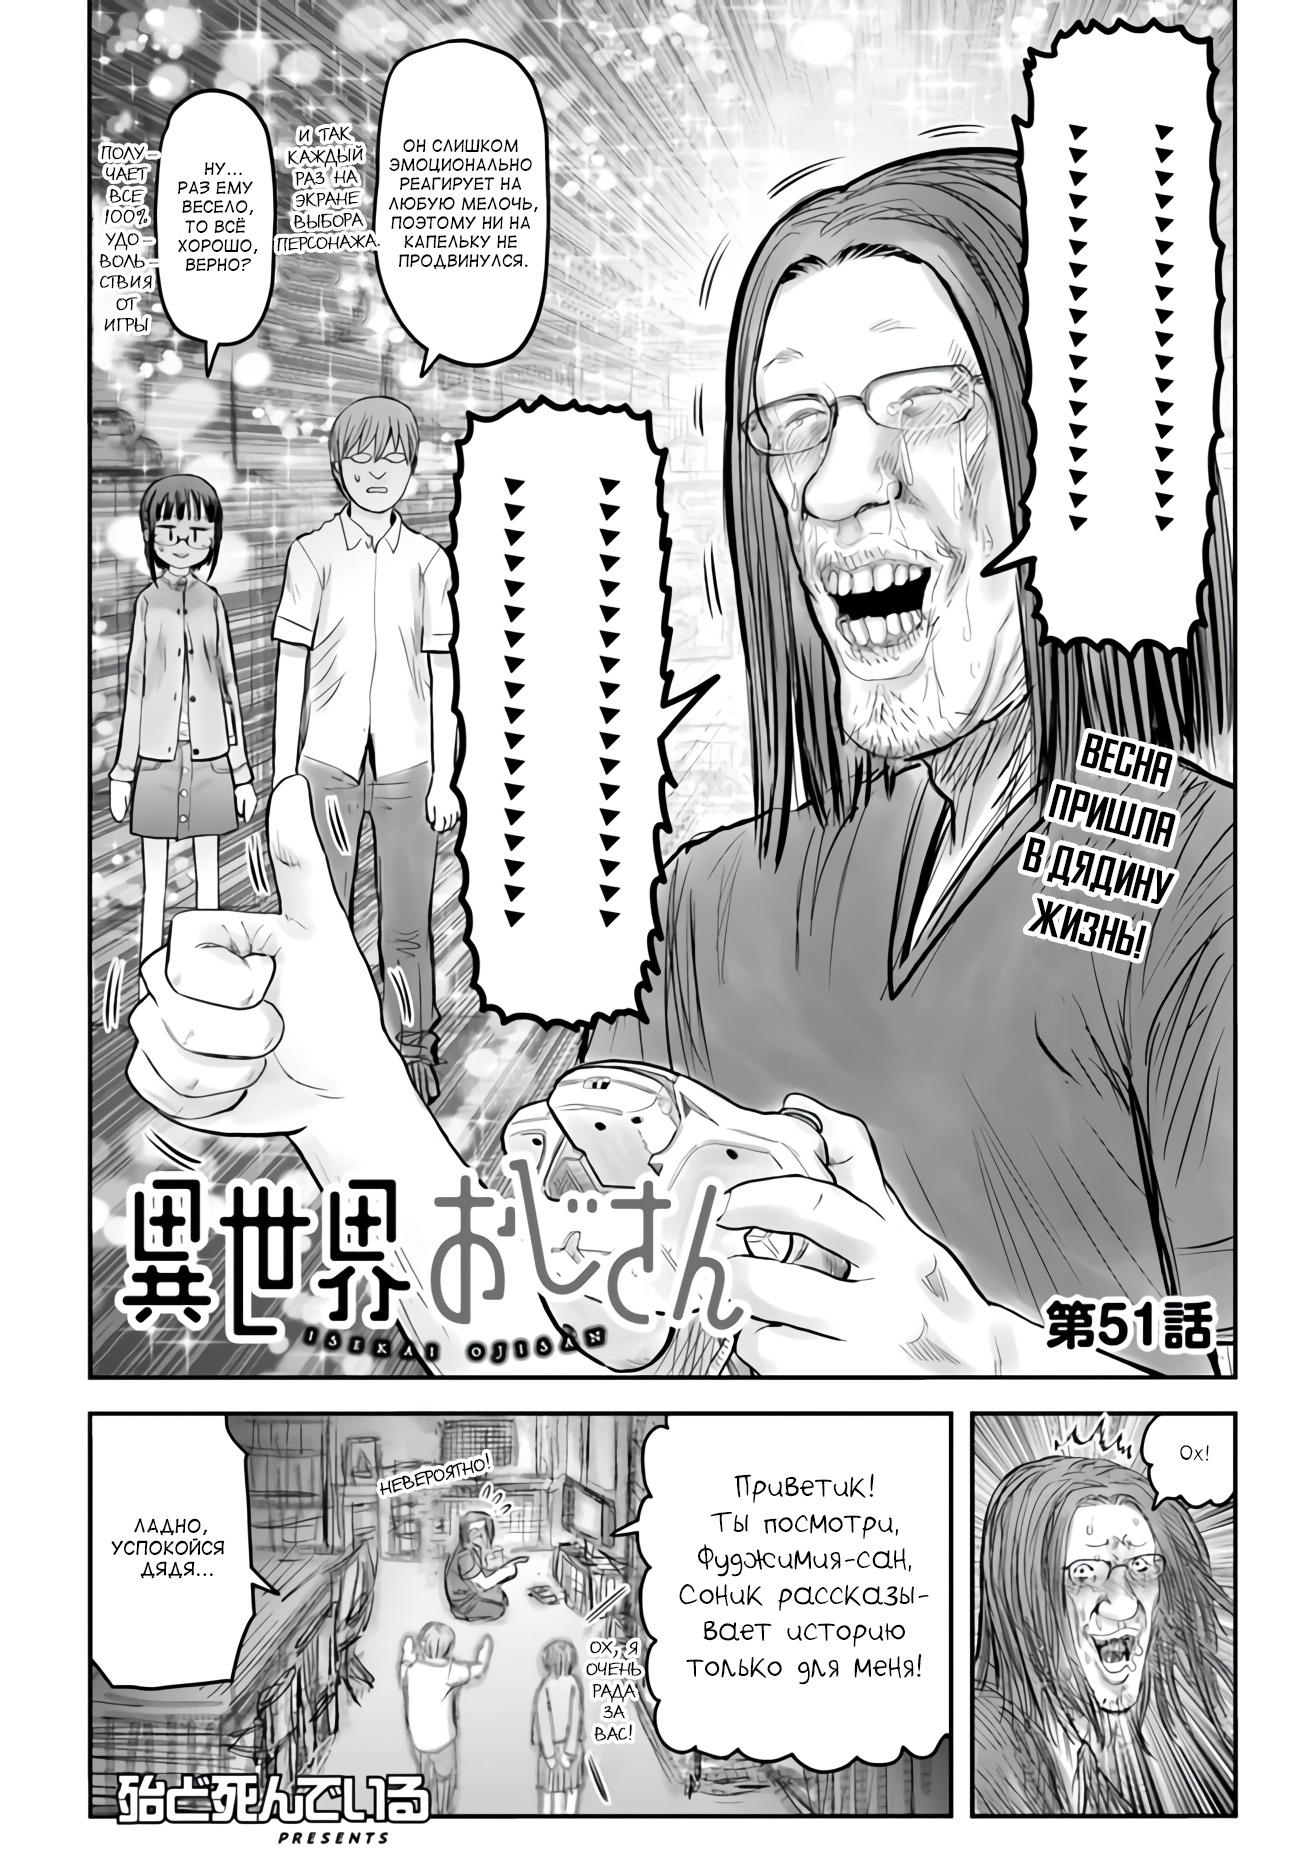 ОН СЛИШКОМ
ЭМОЦИОНАЛЬНО
РЕАГИРУЕТ НА
ЛЮБУЮ МЕЛОЧЬ,
ПОЭТОМУ НИ НА
КАПЕЛЬКУ НЕ
ПРОДВИНУЛСЯ.
И ТАК
КАЖДЫЙ
РАЗ НА
ЭКРАНЕ
ВЫБОРА
ПЕРСОНАЖА.
НУ...
РАЗ ЕМУ
ВЕСЕЛО,
ТО ВСЁ
ХОРОШО,
ВЕРНО?
ПОЛУ-
ЧАЕТ
ВСЕ
100%
УДО-
ВОЛЬ-
СТВИЯ
ОТ
ИГРЫ
ВЕСНА
ПРИШЛА
В ДЯДИНУ
ЖИЗНЬ!
異世界おじさん
ISEKAI OJISAN
第51話
Ох!
Приветик!
Ты посмотри,
Фуджимия-сан,
Соник рассказы-
вает историю
только для меня!
НЕВЕРОЯТНО!
ОХ, Я
ОЧЕНЬ
РАДА
ЗА
ВАС!
ЛАДНО,
УСПОКОЙСЯ
ДЯДЯ...
殆ど死んでいる
PRESENTS